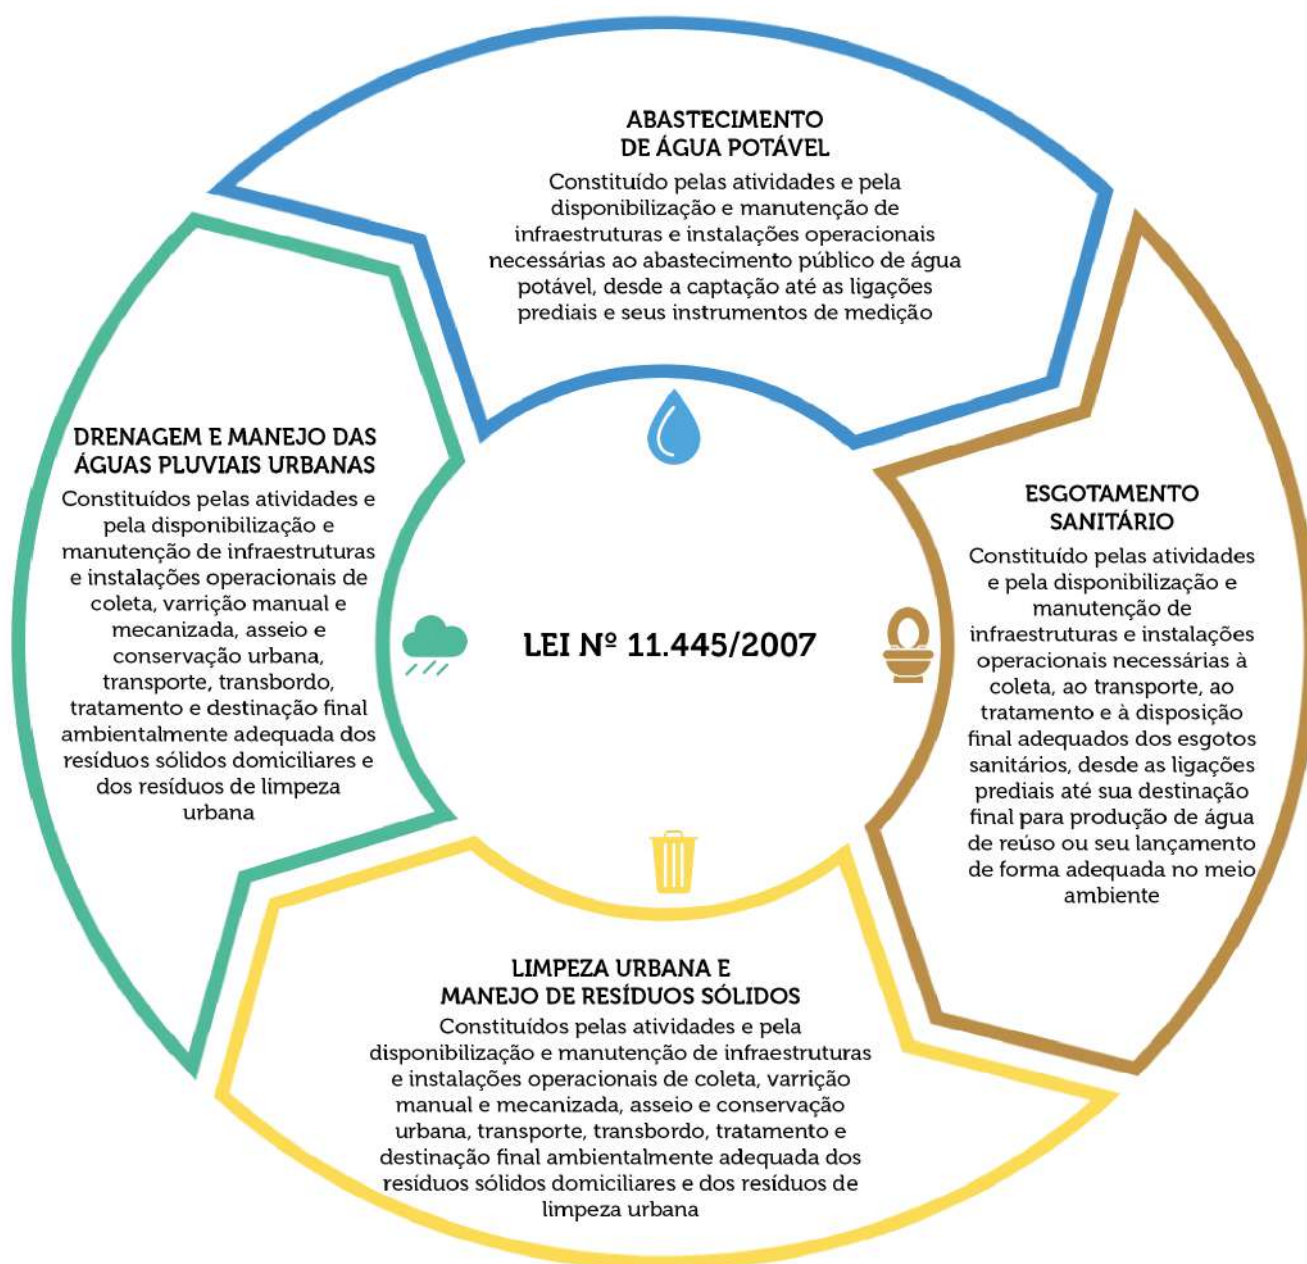 ABASTECIMENTO
DE ÁGUA POTÁVEL
Constituído pelas atividades e pela
disponibilização e manutenção de
infraestruturas e instalações operacionais
necessárias ao abastecimento público de água
potável, desde a captação até as ligações
prediais e seus instrumentos de medição
DRENAGEM E MANEJO DAS
ÁGUAS PLUVIAIS URBANAS
Constituídos pelas atividades e
pela disponibilização e
manutenção de infraestruturas
e instalações operacionais de
coleta, varrição manual e
mecanizada, asseio e
conservação urbana,
transporte, transbordo,
tratamento e destinação final
ambientalmente adequada dos
resíduos sólidos domiciliares e
dos resíduos de limpeza
urbana
LEI Nº 11.445/2007
ESGOTAMENTO
SANITÁRIO
Constituído pelas atividades
e pela disponibilização e
manutenção de
infraestruturas e instalações
operacionais necessárias à
coleta, ao transporte, ao
tratamento e à disposição
final adequados dos esgotos
sanitários, desde as ligações
prediais até sua destinação
final para produção de água
de reúso ou seu lançamento
de forma adequada no meio
ambiente
LIMPEZA URBANA E
MANEJO DE RESÍDUOS SÓLIDOS
Constituídos pelas atividades e pela
disponibilização e manutenção de infraestruturas
e instalações operacionais de coleta, varrição
manual e mecanizada, asseio e conservação
urbana, transporte, transbordo, tratamento e
destinação final ambientalmente adequada dos
resíduos sólidos domiciliares e dos resíduos de
limpeza urbana